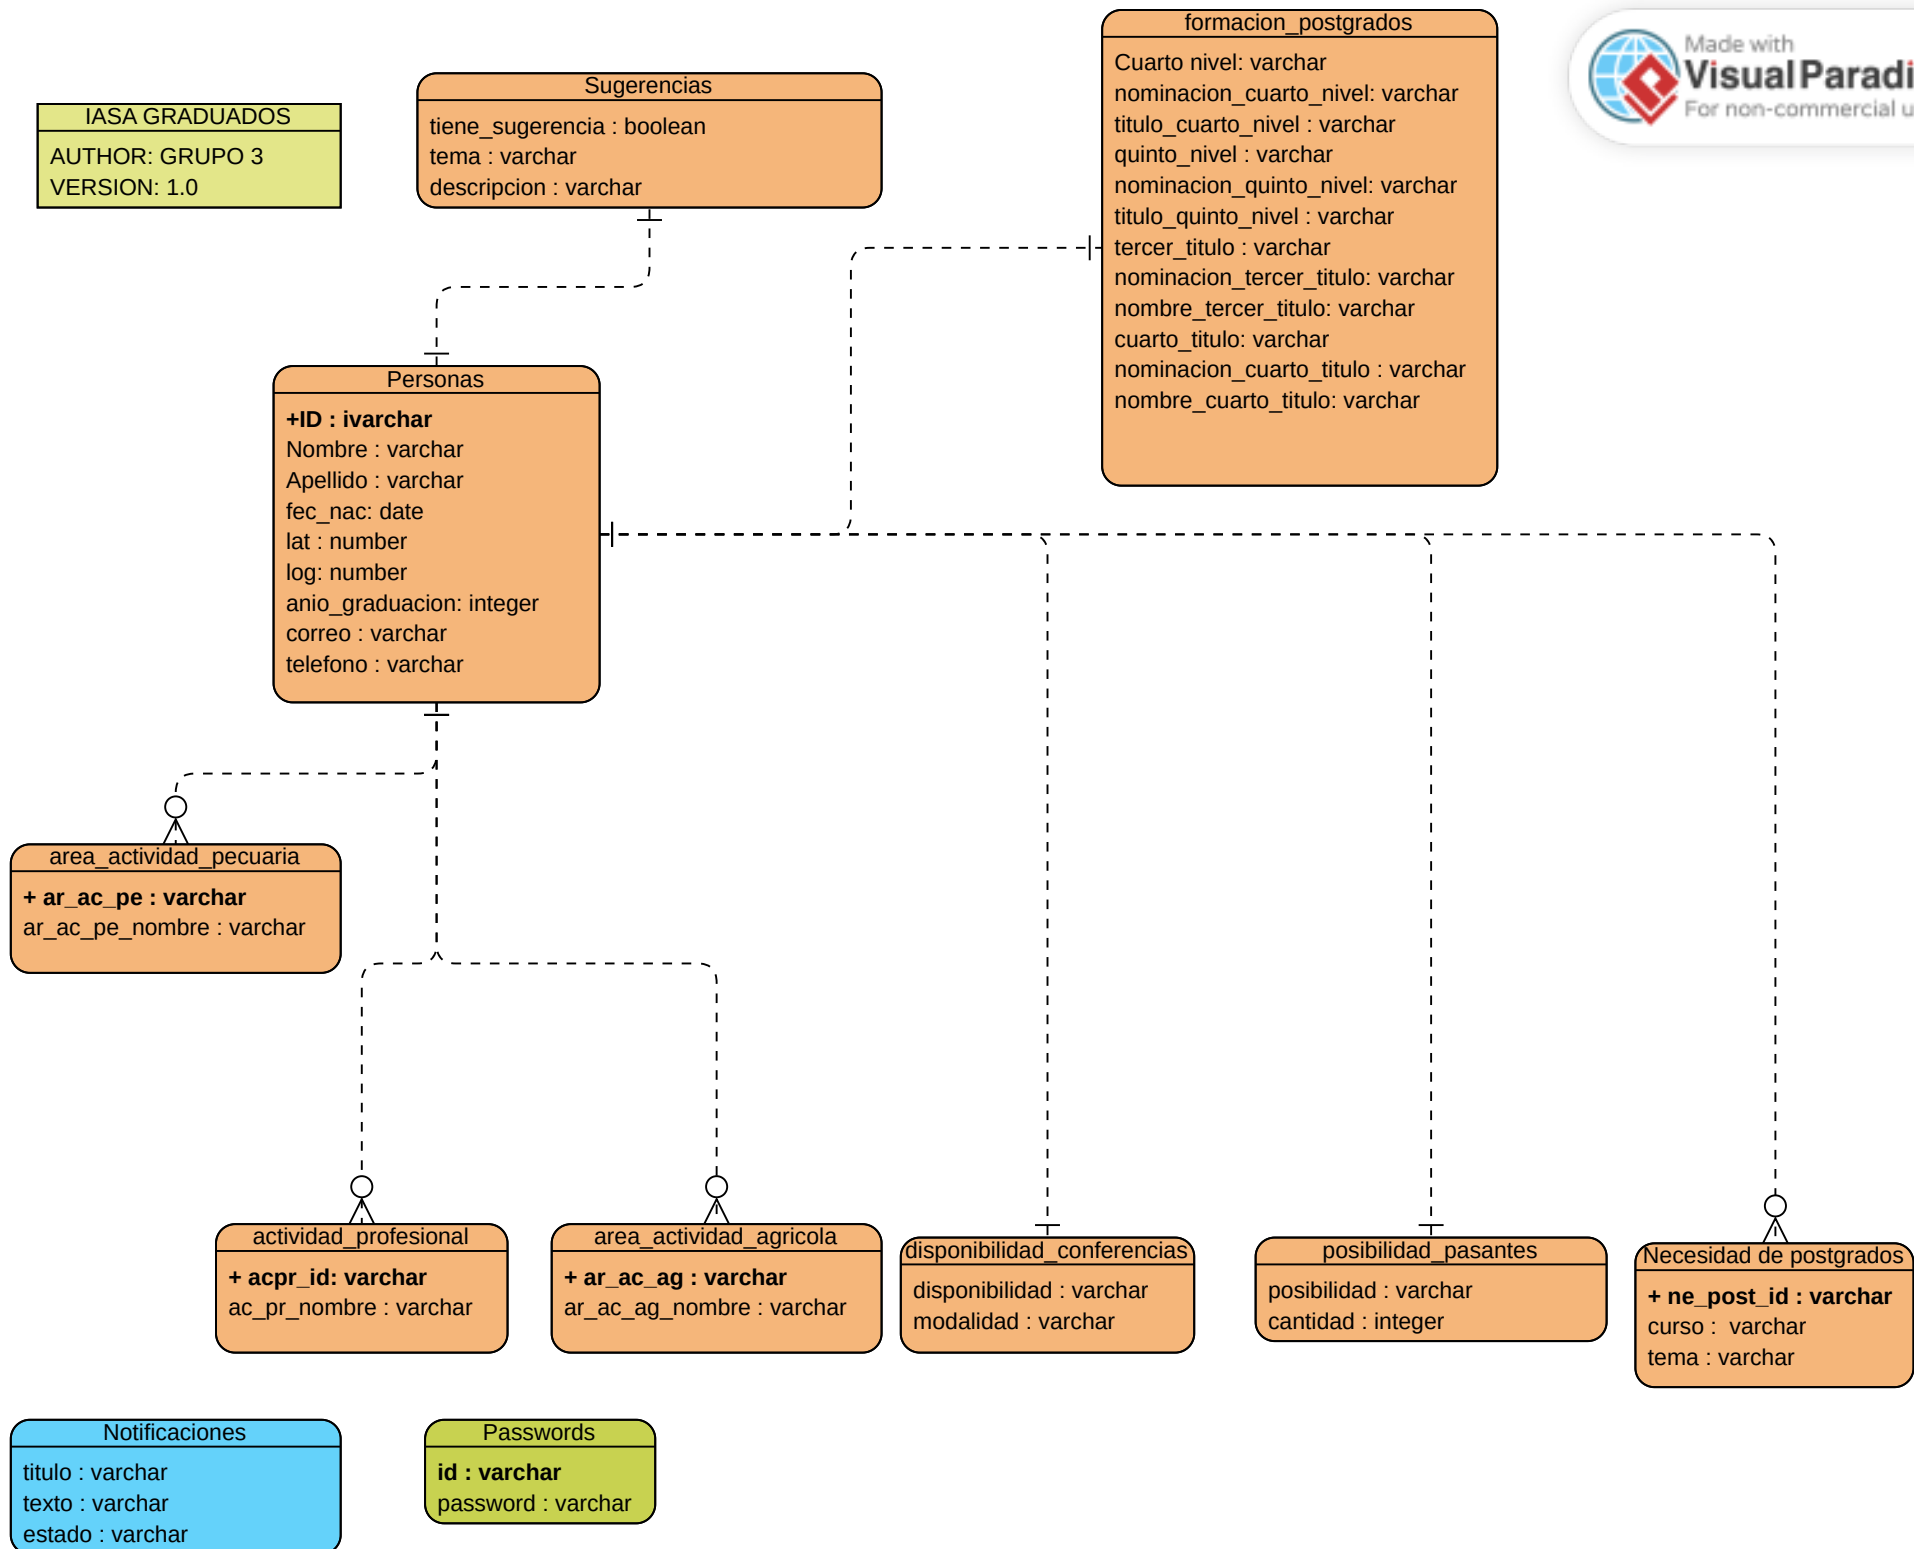 formacion_postgrados
Cuarto nivel: varchar
nominacion_cuarto_nivel: varchar
titulo_cuarto_nivel : varchar
quinto_nivel : varchar
nominacion_quinto_nivel: varchar
titulo_quinto_nivel : varchar
tercer_titulo : varchar
nominacion_tercer_titulo: varchar
nombre_tercer_titulo: varchar
cuarto_titulo: varchar
nominacion_cuarto_titulo : varchar
nombre_cuarto_titulo: varchar
Made with
Visual Paradi
For non-commercial u
Sugerencias
tiene_sugerencia : boolean
tema : varchar
descripcion : varchar
IASA GRADUADOS
AUTHOR: GRUPO 3
VERSION: 1.0
Personas
+ID : ivarchar
Nombre : varchar
Apellido : varchar
fec_nac: date
lat : number
log: number
anio_graduacion: integer
correo : varchar
telefono : varchar
area_actividad_pecuaria
+ ar_ac_pe : varchar
ar_ac_pe_nombre : varchar
actividad_profesional
+ acpr_id: varchar
ac_pr_nombre : varchar
area_actividad_agricola
+ ar_ac_ag : varchar
ar_ac_ag_nombre : varchar
disponibilidad_conferencias
disponibilidad : varchar
modalidad : varchar
posibilidad_pasantes
posibilidad : varchar
cantidad : integer
Necesidad de postgrados
+ ne_post_id : varchar
curso :  varchar
tema : varchar
Notificaciones
titulo : varchar
texto : varchar
estado : varchar
Passwords
id : varchar
password : varchar